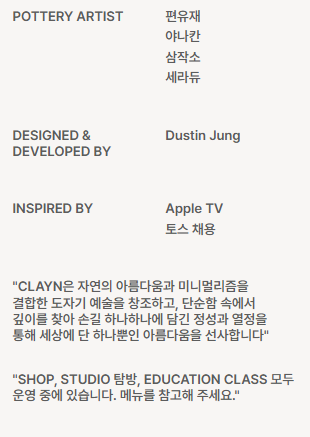 POTTERY ARTIST
편유재
야나칸
삼작소
세라듀
DESIGNED &
DEVELOPED BY
Dustin Jung
INSPIRED BY
Apple TV
토스 채용
"CLAYN은 자연의 아름다움과 미니멀리즘을
결합한 도자기 예술을 창조하고, 단순함 속에서
깊이를 찾아 손길 하나하나에 담긴 정성과 열정을
통해 세상에 단 하나뿐인 아름다움을 선사합니다"
"SHOP, STUDIO 탐방, EDUCATION CLASS 모두
운영 중에 있습니다. 메뉴를 참고해 주세요."